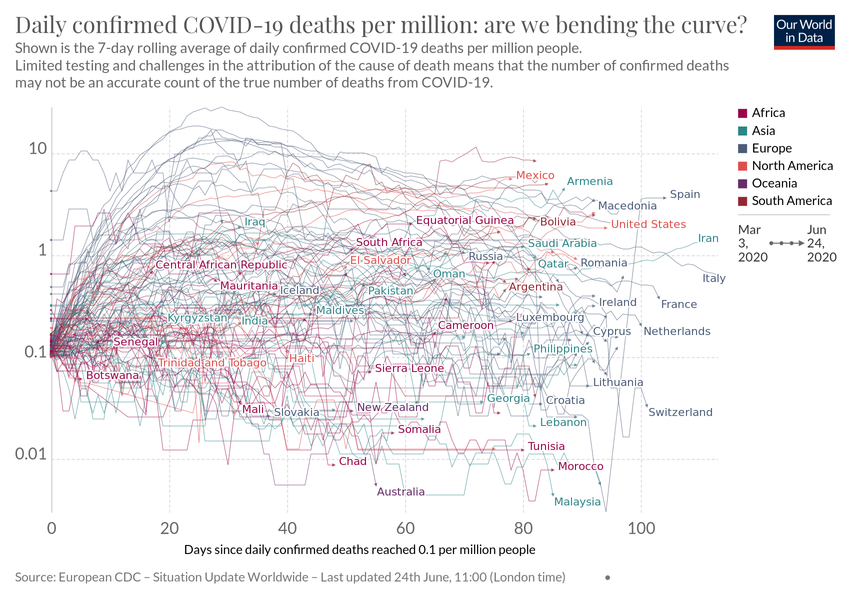 Daily confirmed COVID-19 deaths per million: are we bending the curve?
Our World
in Data
Shown is the 7-day rolling average of daily confirmed COVID-19 deaths per million people.
Limited testing and challenges in the attribution of the cause of death means that the number of confirmed deaths
may not be an accurate count of the true number of deaths from COVID-19.
Africa
Asia
Europe
North America
Oceania
South America
Mar
3,
2020
Jun
24,
2020
10
1
0.1
0.01
Mexico
Armenia
Spain
Macedonia
Iraq
Equatorial Guinea
Bolivia
United States
South Africa
Saudi Arabia
Iran
Russia
El Salvador
Central African Republic
Qatar
Romania
Oman
Italy
Mauritania
Iceland
Pakistan
Argentina
Ireland
France
Maldives
Kyrgyzstan
India
Luxembourg
Cameroon
Cyprus
Netherlands
Senegal
Philippines
Trinidad and Tobago
Haiti
Sierra Leone
Botswana
Lithuania
Georgia
Croatia
Mali
Slovakia
New Zealand
Switzerland
Lebanon
Somalia
Tunisia
Chad
Morocco
Australia
Malaysia
0
20
40
60
80
100
Days since daily confirmed deaths reached 0.1 per million people
Source: European CDC – Situation Update Worldwide – Last updated 24th June, 11:00 (London time)